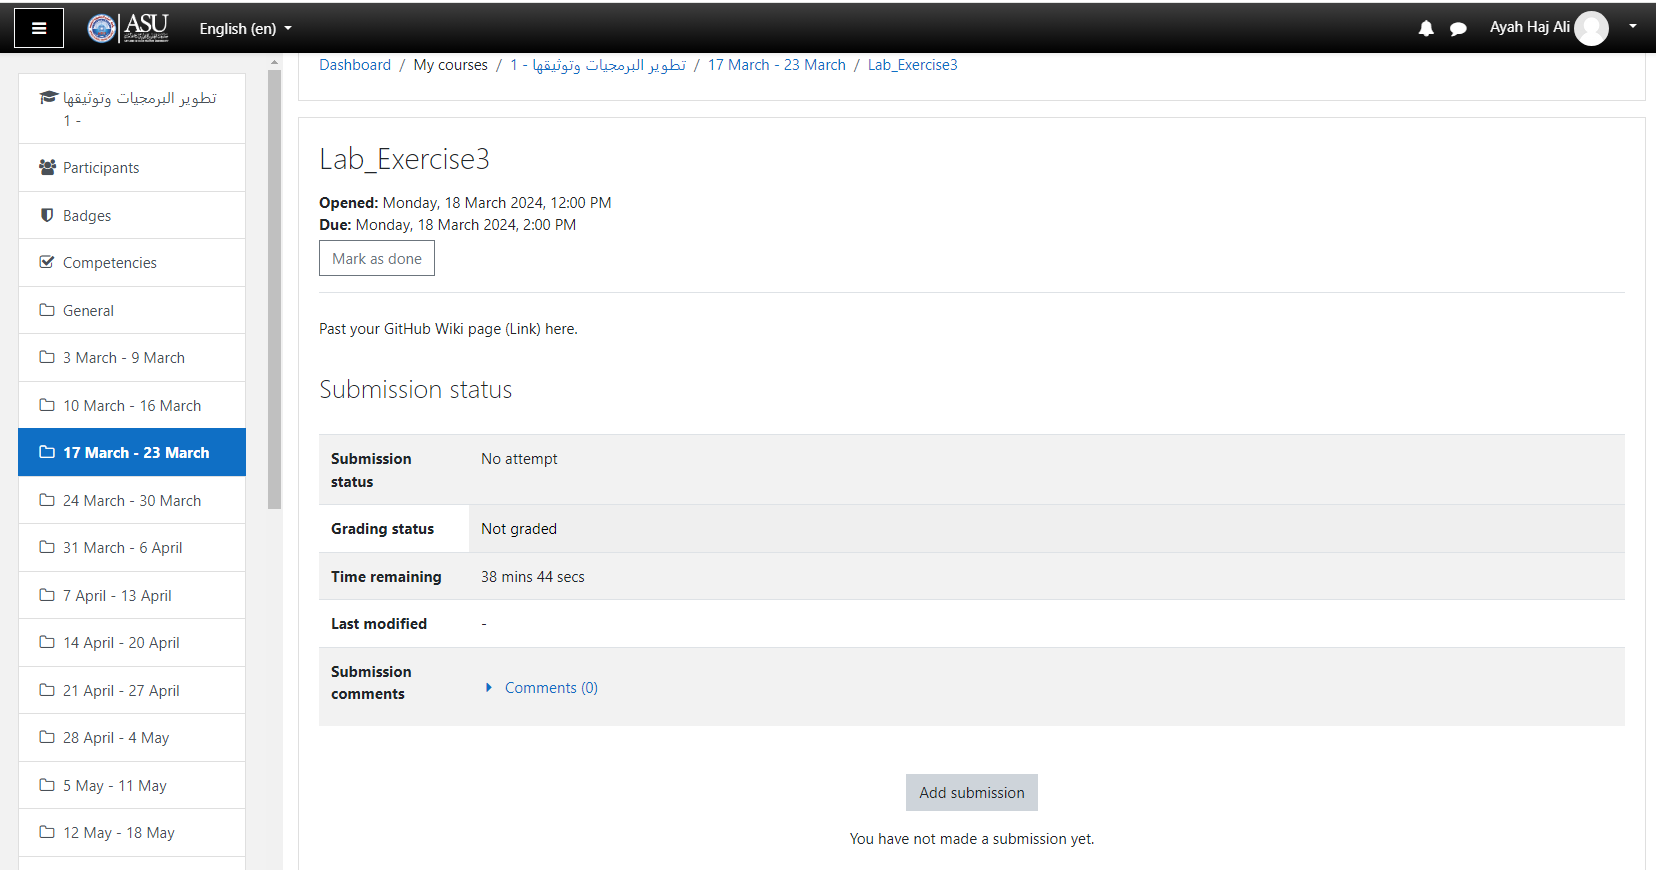 ASU
English (en)
Ayah Haj Ali
Dashboard / My courses / تطوير البرمجيات وتوثيقها - 1 / 17 March - 23 March / Lab_Exercise3
تطوير البرمجيات وتوثيقها
- 1
Participants
Badges
Competencies
General
3 March - 9 March
10 March - 16 March
17 March - 23 March
24 March - 30 March
31 March - 6 April
7 April - 13 April
14 April - 20 April
21 April - 27 April
28 April - 4 May
5 May - 11 May
12 May - 18 May
Lab_Exercise3
Opened: Monday, 18 March 2024, 12:00 PM
Due: Monday, 18 March 2024, 2:00 PM
Mark as done
Past your GitHub Wiki page (Link) here.
Submission status
Submission status No attempt
Grading status Not graded
Time remaining 38 mins 44 secs
Last modified -
Submission comments Comments (0)
Add submission
You have not made a submission yet.